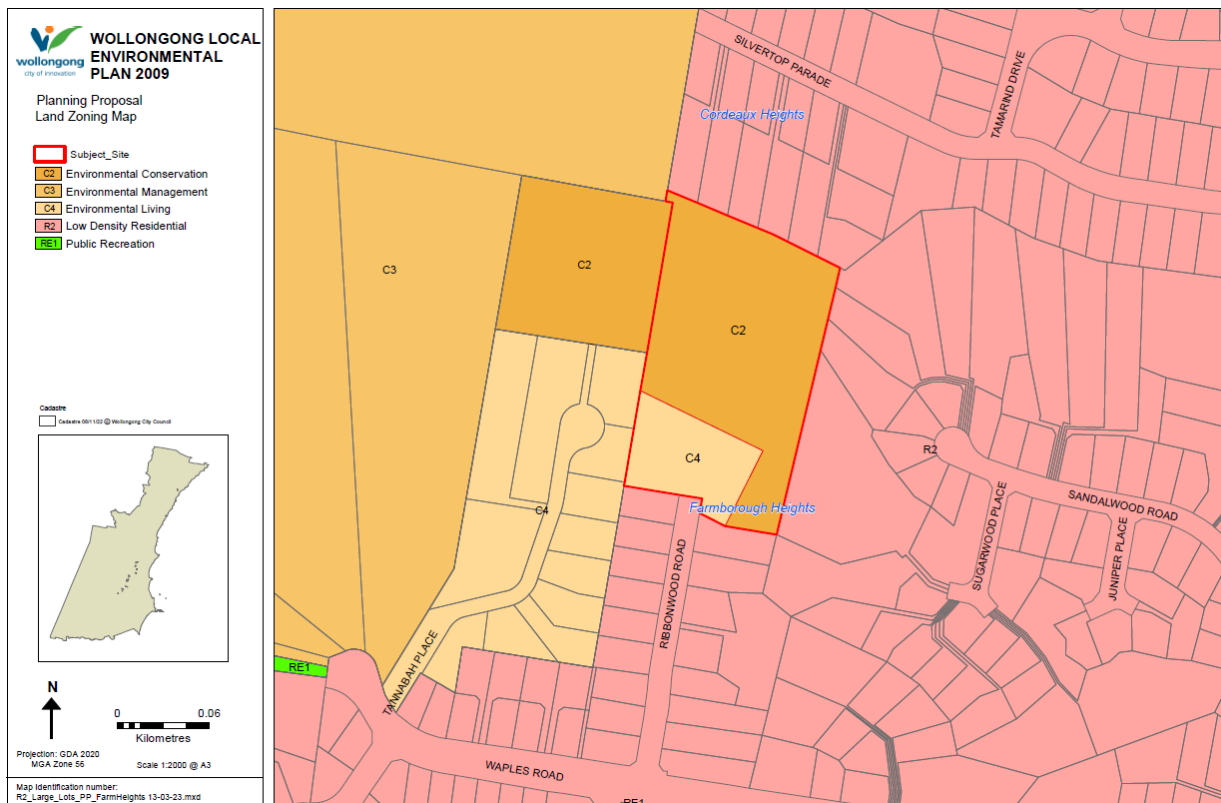 WOLLONGONG LOCAL
ENVIRONMENTAL
PLAN 2009
wollongong
city of innovation
Planning Proposal
Land Zoning Map
Subject_Site
C2 Environmental Conservation
C3 Environmental Management
C4 Environmental Living
R2 Low Density Residential
RE1 Public Recreation
Cadastre
Cadastre 00/11/22 © Wollongong City Council
N
0 0.06
Kilometres
Projection: GDA 2020
MGA Zone 56
Scale 1:2000 @ A3
Map Identification number:
R2_Large_Lots_PP_FarmHeights 13-03-23.mxd
SILVERTOP PARADE
TAMARIND DRIVE
Cordeaux Heights
C3
C2
C2
C4
R2
C4
Farmborough Heights
SANDALWOOD ROAD
SUGARWOOD PLACE
JUNIPER PLACE
RIBBONWOOD ROAD
TANNABAH PLACE
RE1
WAPLES ROAD
RE1